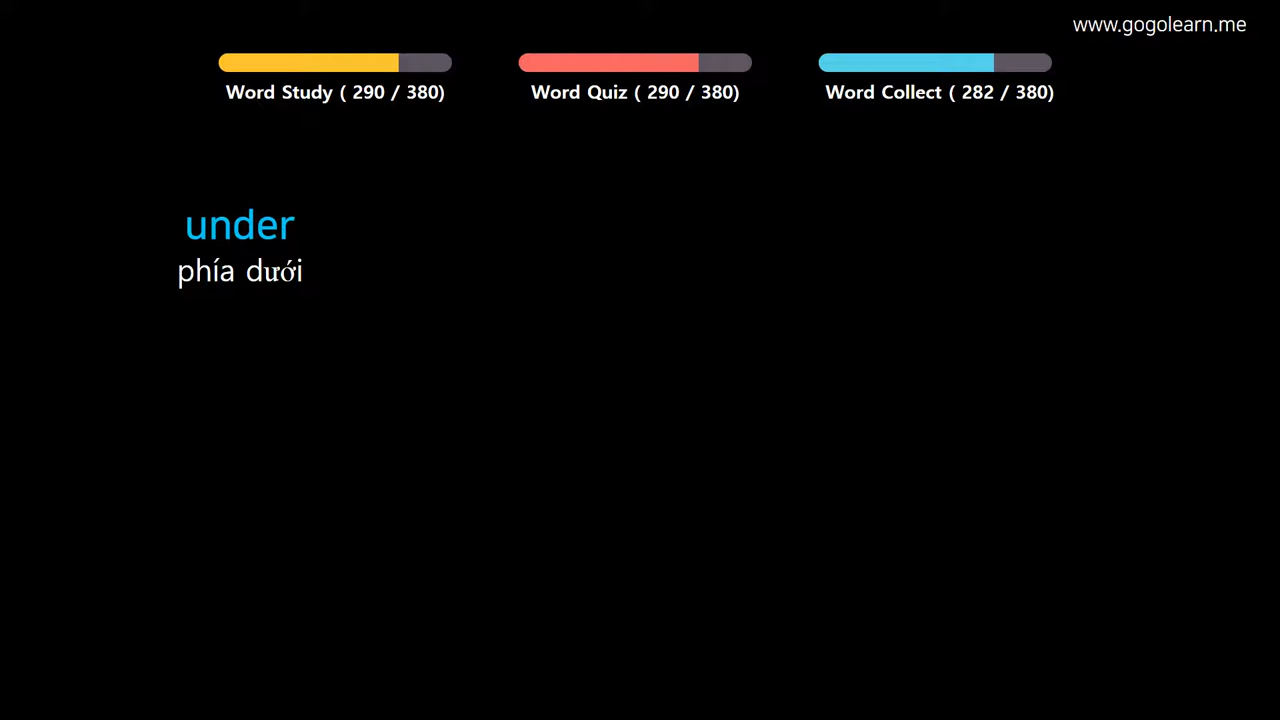 www.gogolearn.me
Word Study ( 290 / 380)
Word Quiz ( 290 / 380)
Word Collect ( 282 / 380)
under
phía dưới